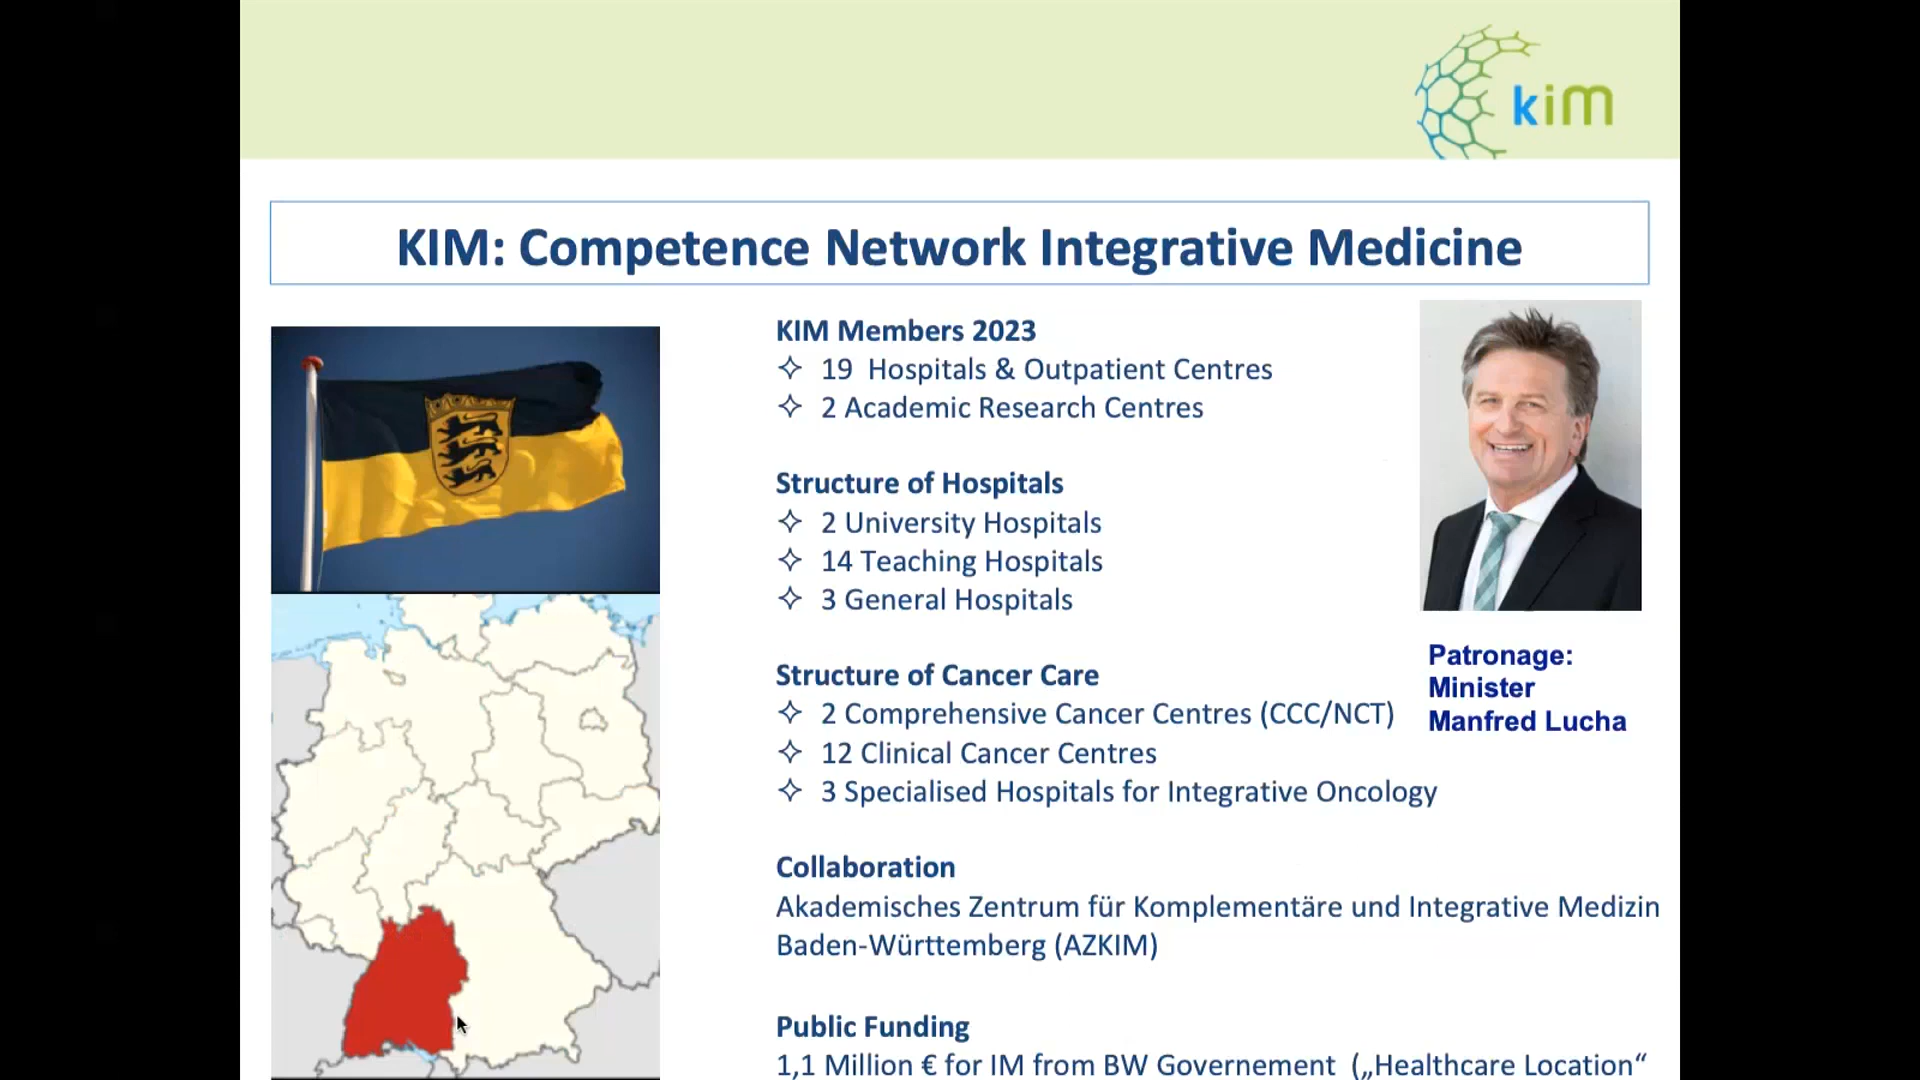 kim
KIM: Competence Network Integrative Medicine
KIM Members 2023
19 Hospitals & Outpatient Centres
2 Academic Research Centres
Structure of Hospitals
2 University Hospitals
14 Teaching Hospitals
3 General Hospitals
Structure of Cancer Care
2 Comprehensive Cancer Centres (CCC/NCT)
12 Clinical Cancer Centres
3 Specialised Hospitals for Integrative Oncology
Collaboration
Akademisches Zentrum für Komplementäre und Integrative Medizin
Baden-Württemberg (AZKIM)
Public Funding
1,1 Million € for IM from BW Governement („Healthcare Location“
Patronage:
Minister
Manfred Lucha